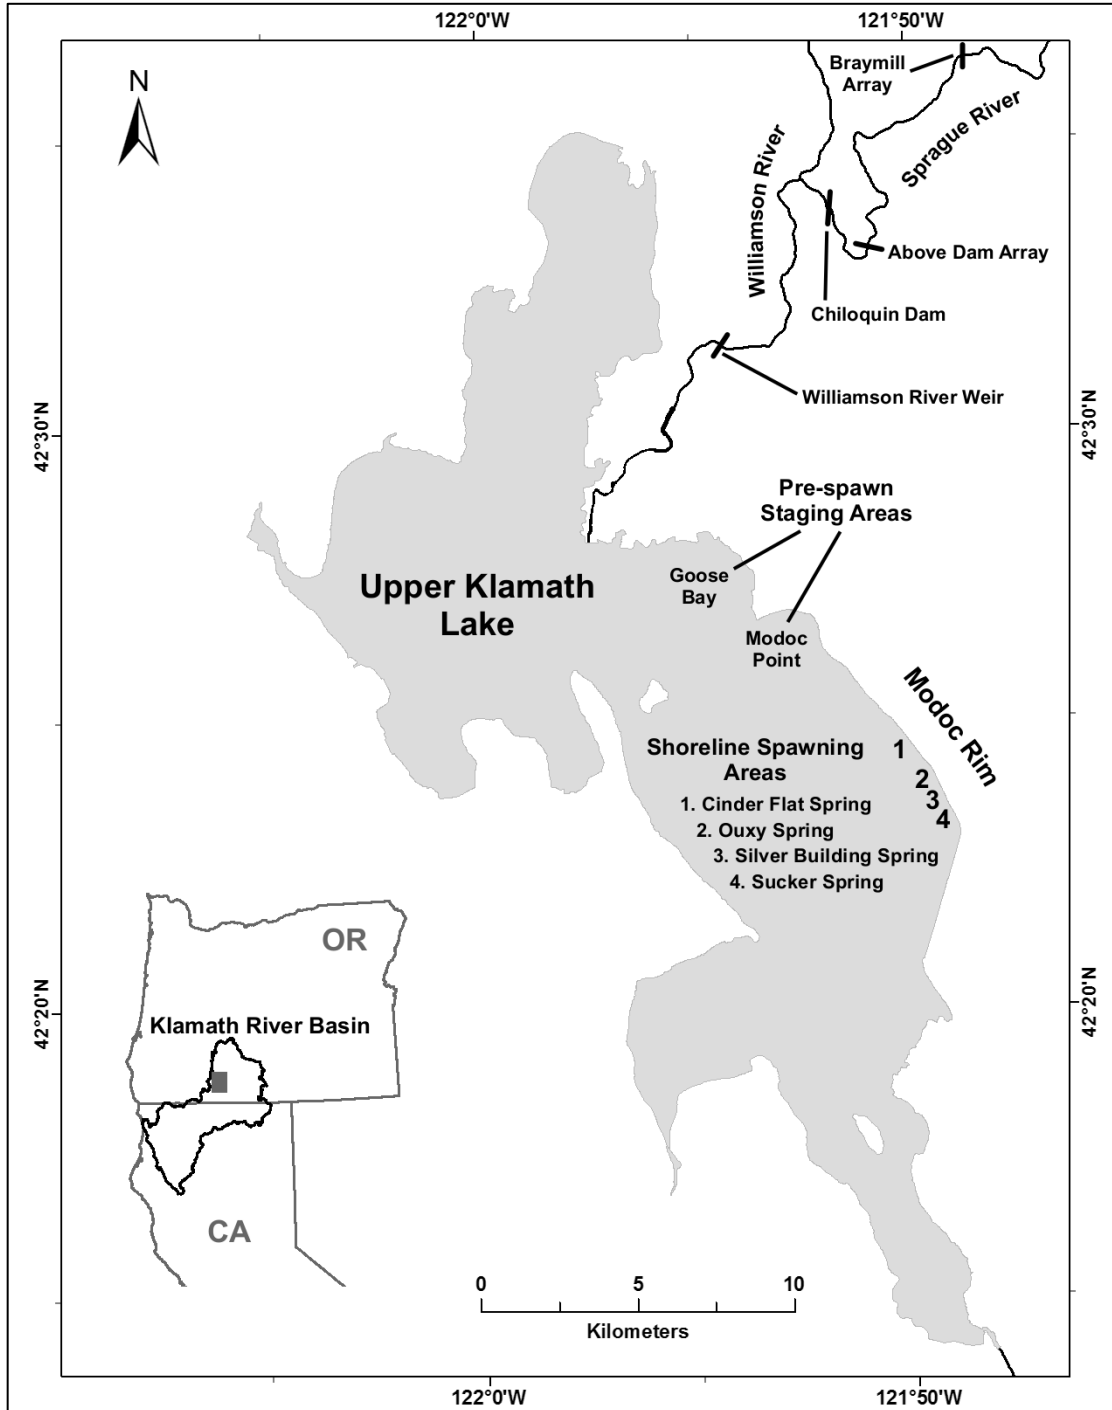 122°0'W
121°50'W
N
Braymill
Array
Sprague River
Williamson River
Above Dam Array
Chiloquin Dam
Williamson River Weir
42°30'N
42°30'N
Pre-spawn
Staging Areas
Goose
Bay
Upper Klamath
Lake
Modoc
Point
Modoc Rim
Shoreline Spawning
Areas
1
2
3
4
1. Cinder Flat Spring
2. Ouxy Spring
3. Silver Building Spring
4. Sucker Spring
OR
42°20'N
42°20'N
Klamath River Basin
CA
0
5
10
Kilometers
122°0'W
121°50'W